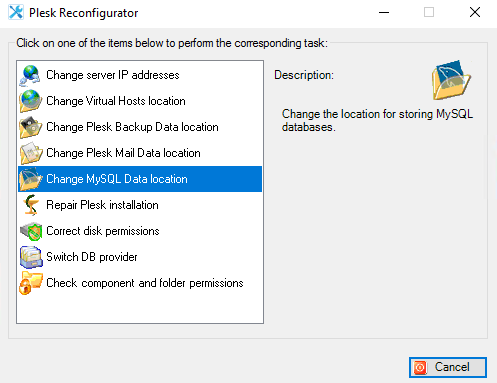 Plesk Reconfigurator
Click on one of the items below to perform the corresponding task:
Change server IP addresses
Change Virtual Hosts location
Change Plesk Backup Data location
Change Plesk Mail Data location
Change MySQL Data location
Repair Plesk installation
Correct disk permissions
Switch DB provider
Check component and folder permissions
Description:
Change the location for storing MySQL
databases.
Cancel